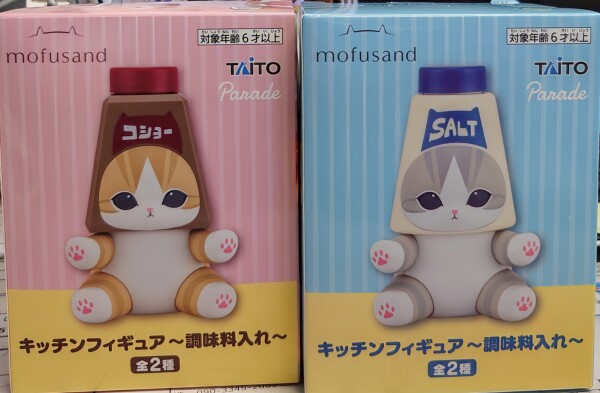 mofusand
対象年齢6才以上
TAITO
Parade
コショー
キッチンフィギュア〜調味料入れ〜
全2種
mofusand
対象年齢6才以上
TAITO
Parade
SALT
キッチンフィギュア〜調味料入れ〜
全2種